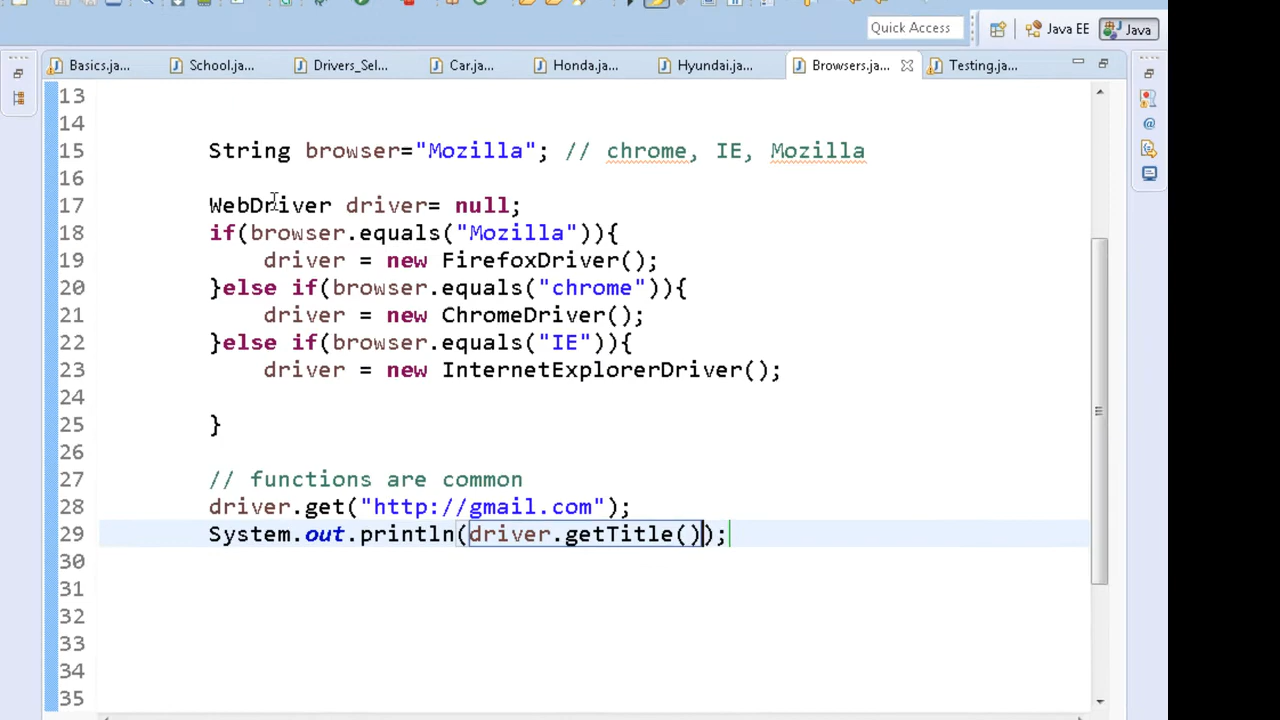 Quick Access
Java EE
Java
Basics.ja...
School.ja...
Drivers_Sel...
Car.ja...
Honda.ja...
Hyundai.ja...
Browsers.ja...
Testing.ja...
13
14
15 String browser="Mozilla"; // chrome, IE, Mozilla
16
17 WebDriver driver= null;
18 if(browser.equals("Mozilla")){
19 driver = new FirefoxDriver();
20 }else if(browser.equals("chrome")){
21 driver = new ChromeDriver();
22 }else if(browser.equals("IE")){
23 driver = new InternetExplorerDriver();
24
25 }
26
27 // functions are common
28 driver.get("http://gmail.com");
29 System.out.println(driver.getTitle());
30
31
32
33
34
35